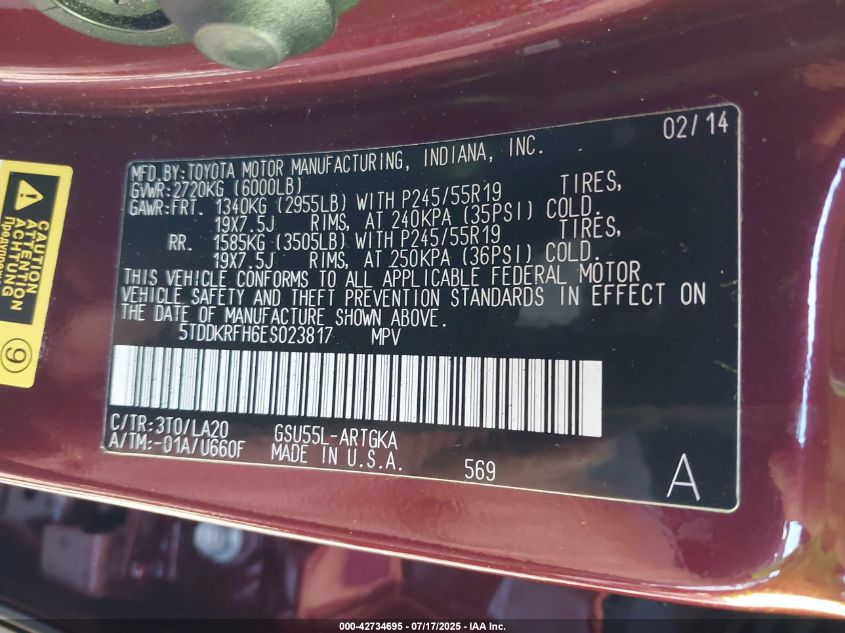 02/14
MFD.BY:TOYOTA MOTOR MANUFACTURING, INDIANA, INC.
GVWR:2720KG (6000LB)
GAWR:FRT. 1340KG (2955LB) WITH P245/55R19 TIRES,
19X7.5J RIMS, AT 240KPA (35PSI) COLD.
RR. 1585KG (3505LB) WITH P245/55R19 TIRES,
19X7.5J RIMS, AT 250KPA (36PSI) COLD.
THIS VEHICLE CONFORMS TO ALL APPLICABLE FEDERAL MOTOR
VEHICLE SAFETY AND THEFT PREVENTION STANDARDS IN EFFECT ON
THE DATE OF MANUFACTURE SHOWN ABOVE.
5TDDKRFH6ES023817 MPV
C/TR:3T0/LA20 GSU55L-ARTGKA
A/TM:-01A/U660F MADE IN U.S.A. 569 A
CAUTION
ATTENTION
ACHTUNG
9
000-42734695 - 07/17/2025 - IAA Inc.